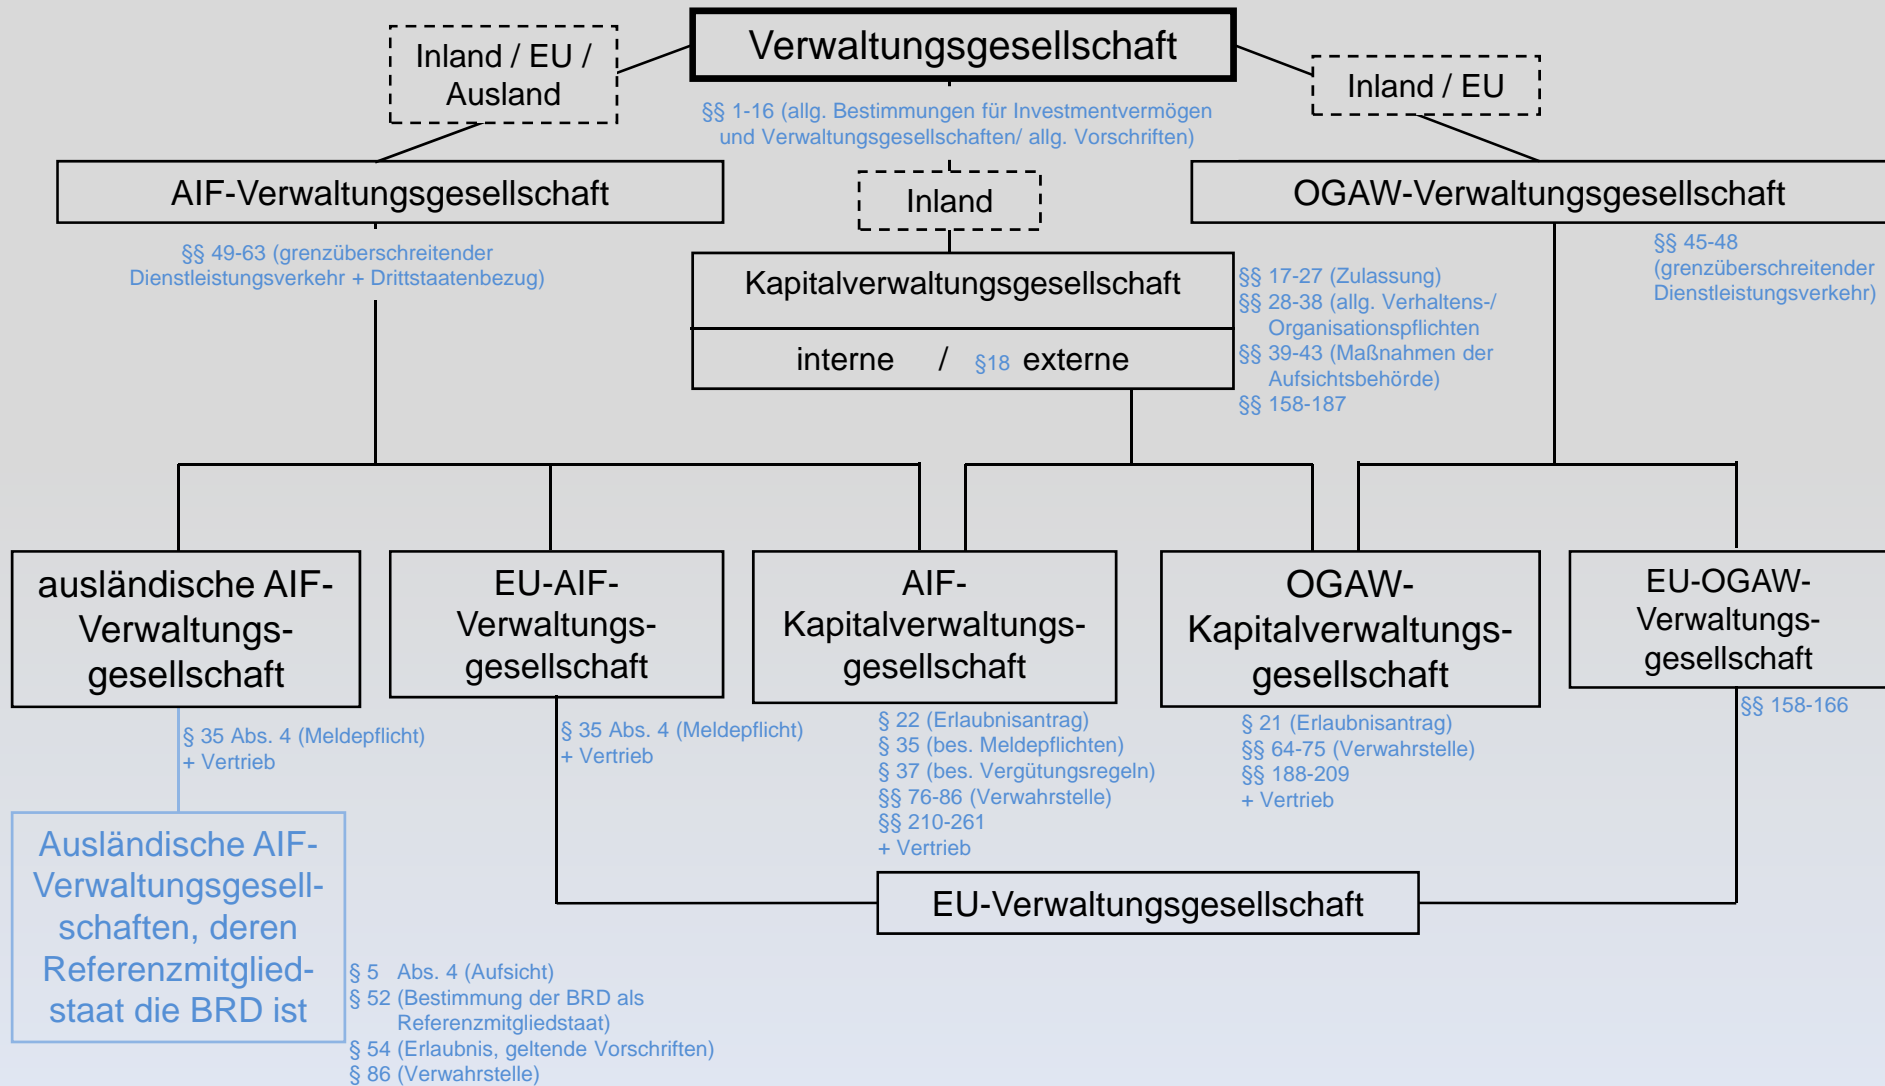 Verwaltungsgesellschaft
Inland / EU /
Ausland
Inland / EU
§§ 1-16 (allg. Bestimmungen für Investmentvermögen
und Verwaltungsgesellschaften/ allg. Vorschriften)
AIF-Verwaltungsgesellschaft
Inland
OGAW-Verwaltungsgesellschaft
§§ 49-63 (grenzüberschreitender
Dienstleistungsverkehr + Drittstaatenbezug)
Kapitalverwaltungsgesellschaft
interne / §18 externe
§§ 17-27 (Zulassung)
§§ 28-38 (allg. Verhaltens-/
Organisationspflichten
§§ 39-43 (Maßnahmen der
Aufsichtsbehörde)
§§ 158-187
§§ 45-48
(grenzüberschreitender
Dienstleistungsverkehr)
ausländische AIF-
Verwaltungs-
gesellschaft
EU-AIF-
Verwaltungs-
gesellschaft
AIF-
Kapitalverwaltungs-
gesellschaft
OGAW-
Kapitalverwaltungs-
gesellschaft
EU-OGAW-
Verwaltungs-
gesellschaft
§ 35 Abs. 4 (Meldepflicht)
+ Vertrieb
§ 35 Abs. 4 (Meldepflicht)
+ Vertrieb
§ 22 (Erlaubnisantrag)
§ 35 (bes. Meldepflichten)
§ 37 (bes. Vergütungsregeln)
§§ 76-86 (Verwahrstelle)
§§ 210-261
+ Vertrieb
§ 21 (Erlaubnisantrag)
§§ 64-75 (Verwahrstelle)
§§ 188-209
+ Vertrieb
§§ 158-166
Ausländische AIF-
Verwaltungsgesell-
schaften, deren
Referenzmitglied-
staat die BRD ist
EU-Verwaltungsgesellschaft
§ 5 Abs. 4 (Aufsicht)
§ 52 (Bestimmung der BRD als
Referenzmitgliedstaat)
§ 54 (Erlaubnis, geltende Vorschriften)
§ 86 (Verwahrstelle)